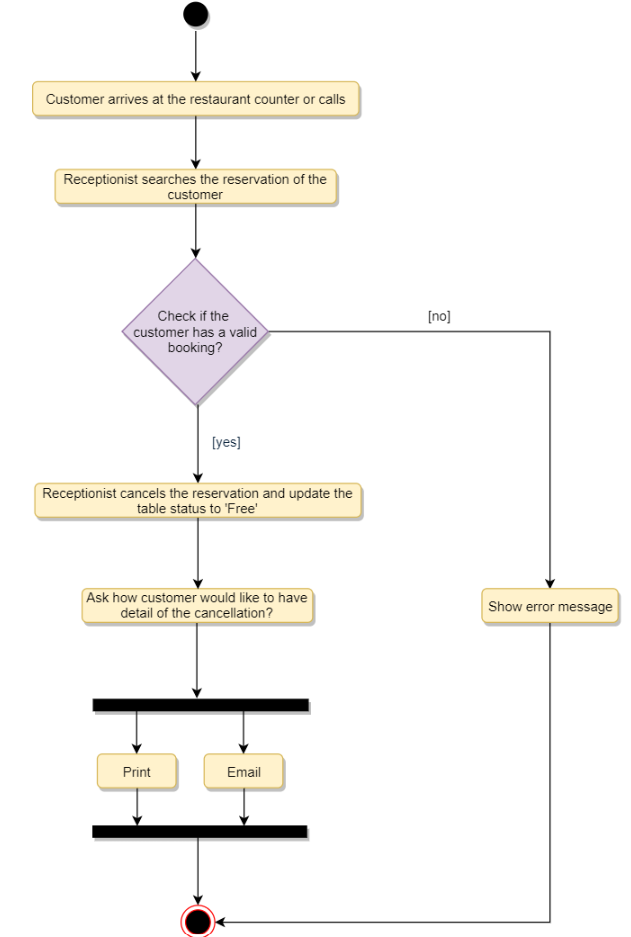 Customer arrives at the restaurant counter or calls
Receptionist searches the reservation of the
customer
Check if the
customer has a valid
booking?
[no]
[yes]
Receptionist cancels the reservation and update the
table status to 'Free'
Ask how customer would like to have
detail of the cancellation?
Show error message
Print
Email